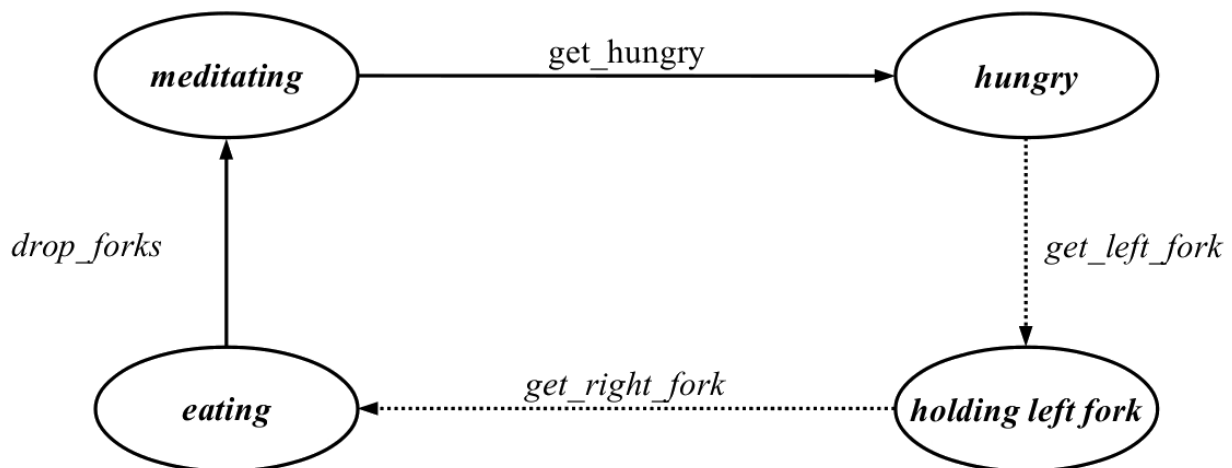 get_hungry
meditating
hungry
drop_forks
get_left_fork
get_right_fork
eating
holding left fork